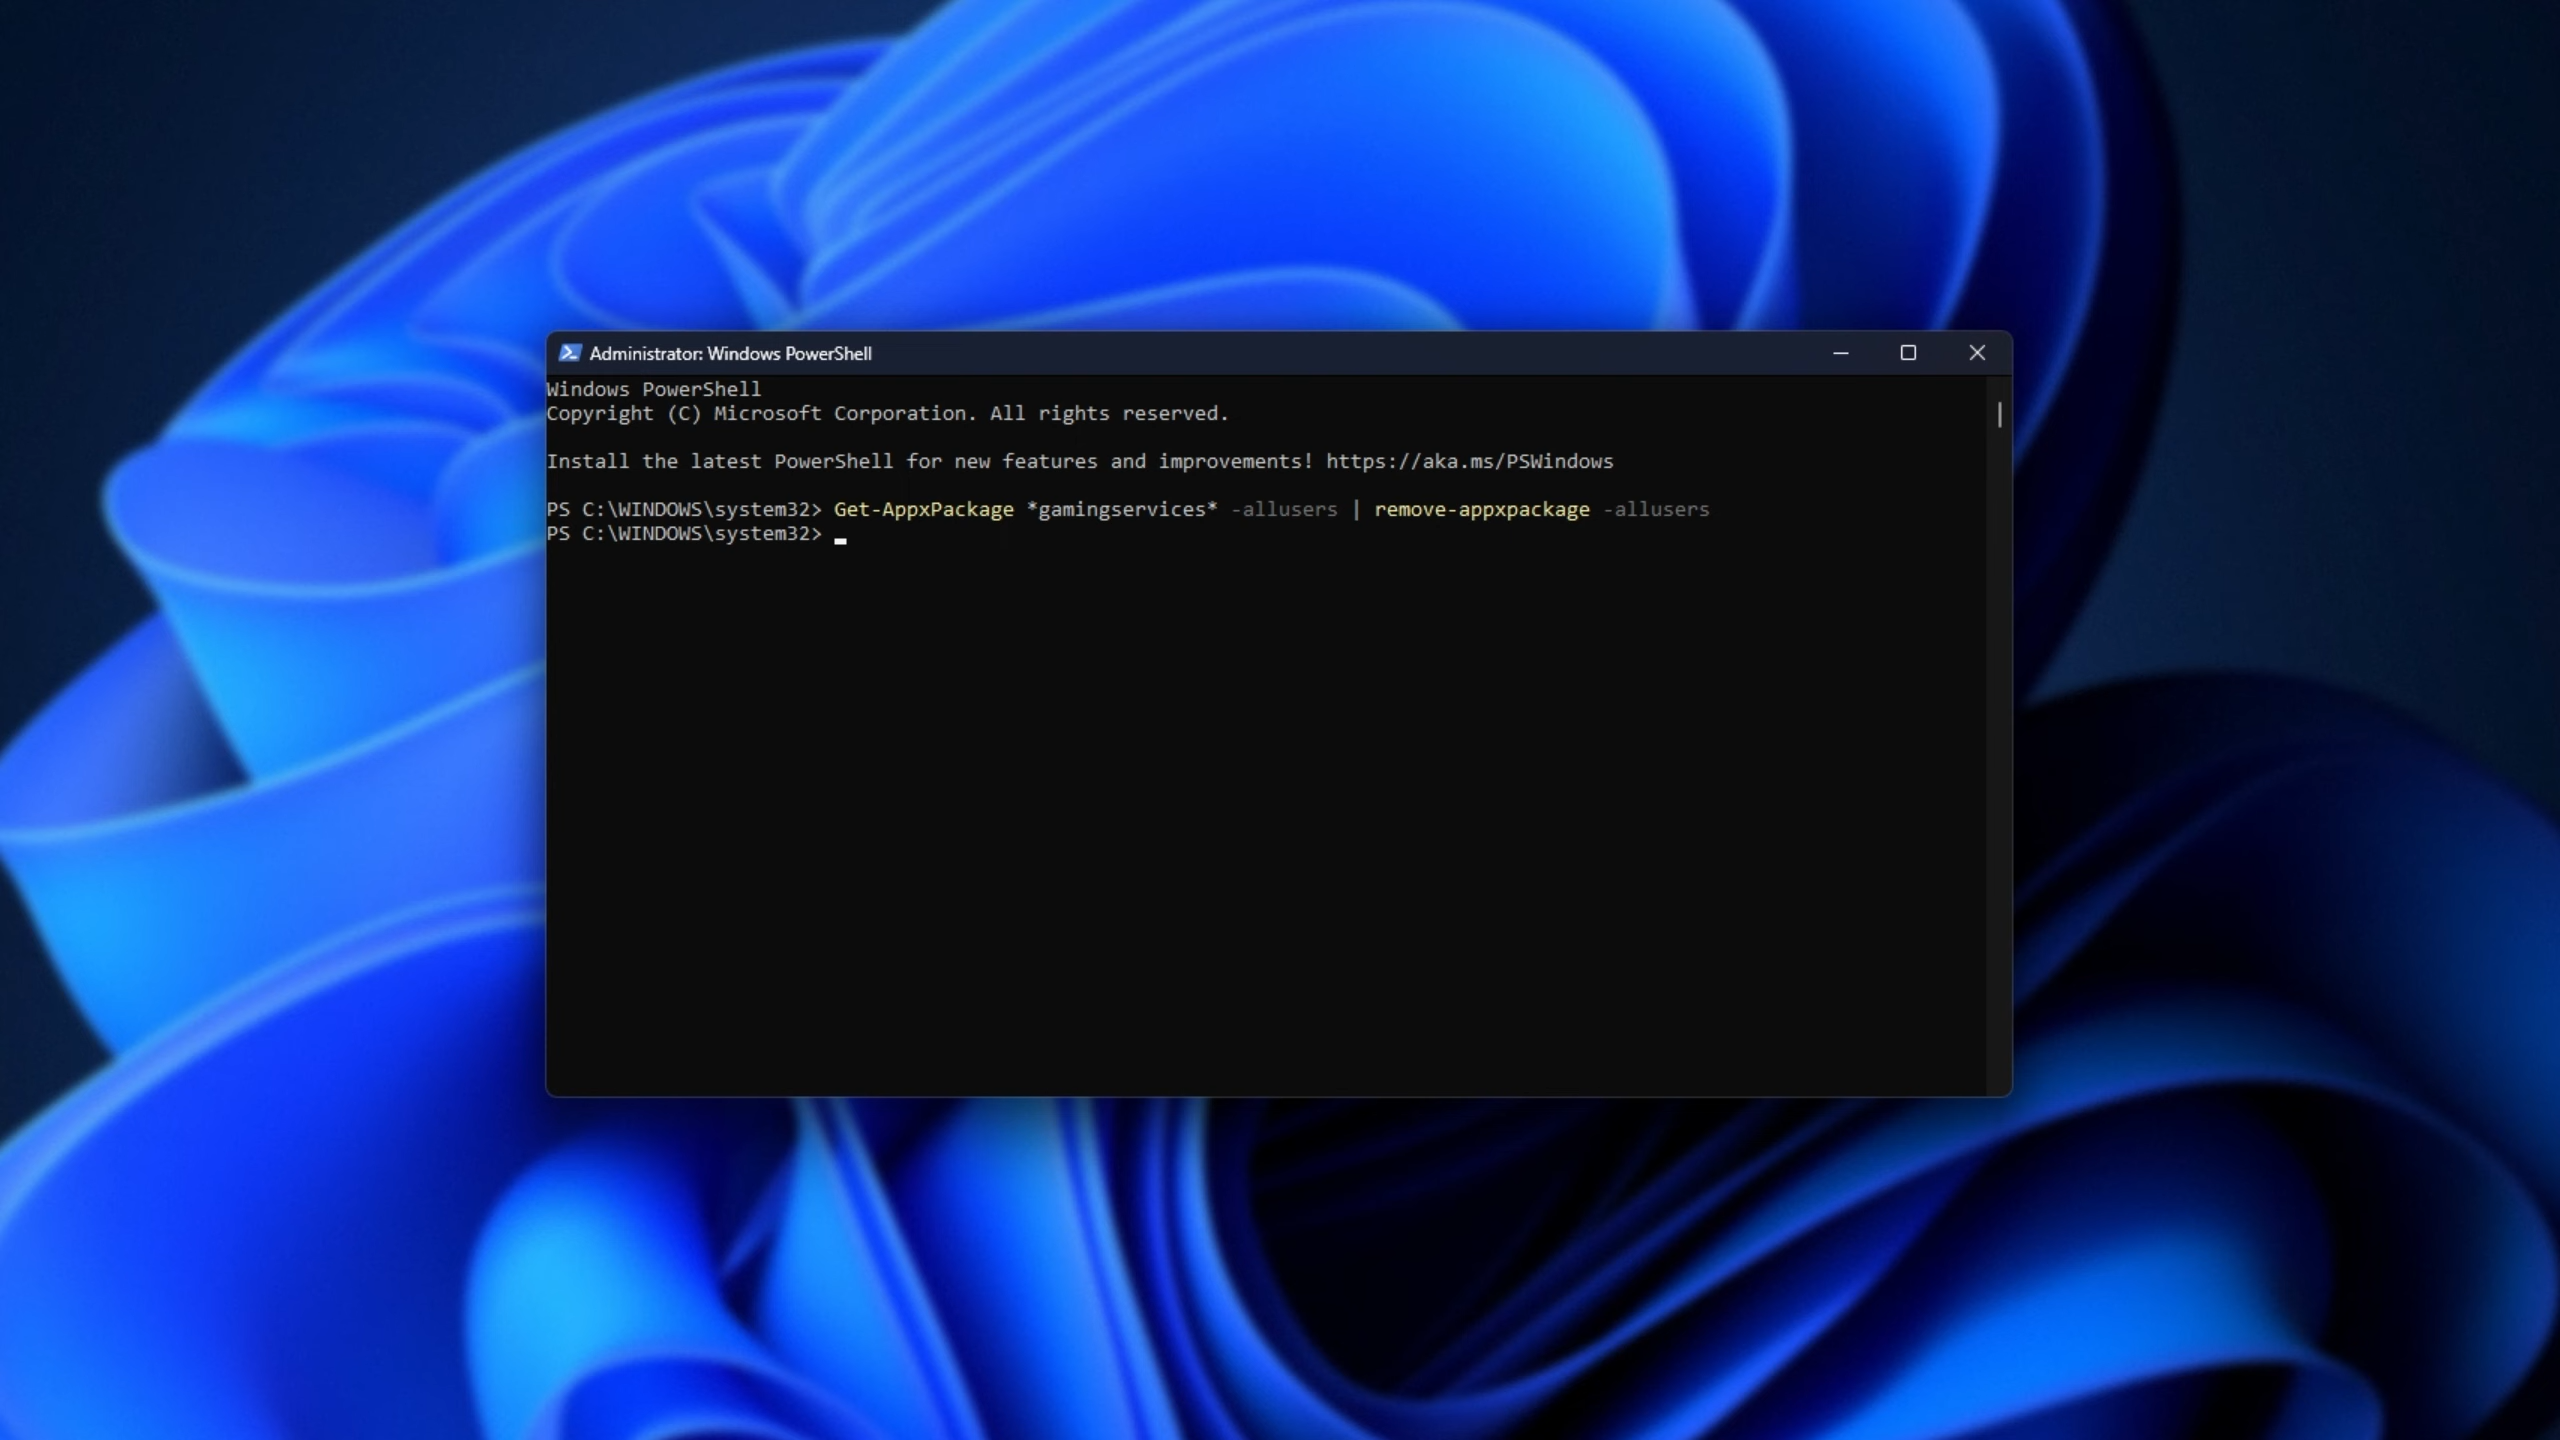 Administrator: Windows PowerShell
Windows PowerShell
Copyright (C) Microsoft Corporation. All rights reserved.
Install the latest PowerShell for new features and improvements! https://aka.ms/PSWindows
PS C:\WINDOWS\system32> Get-AppxPackage *gamingservices* -allusers | remove-appxpackage -allusers
PS C:\WINDOWS\system32>